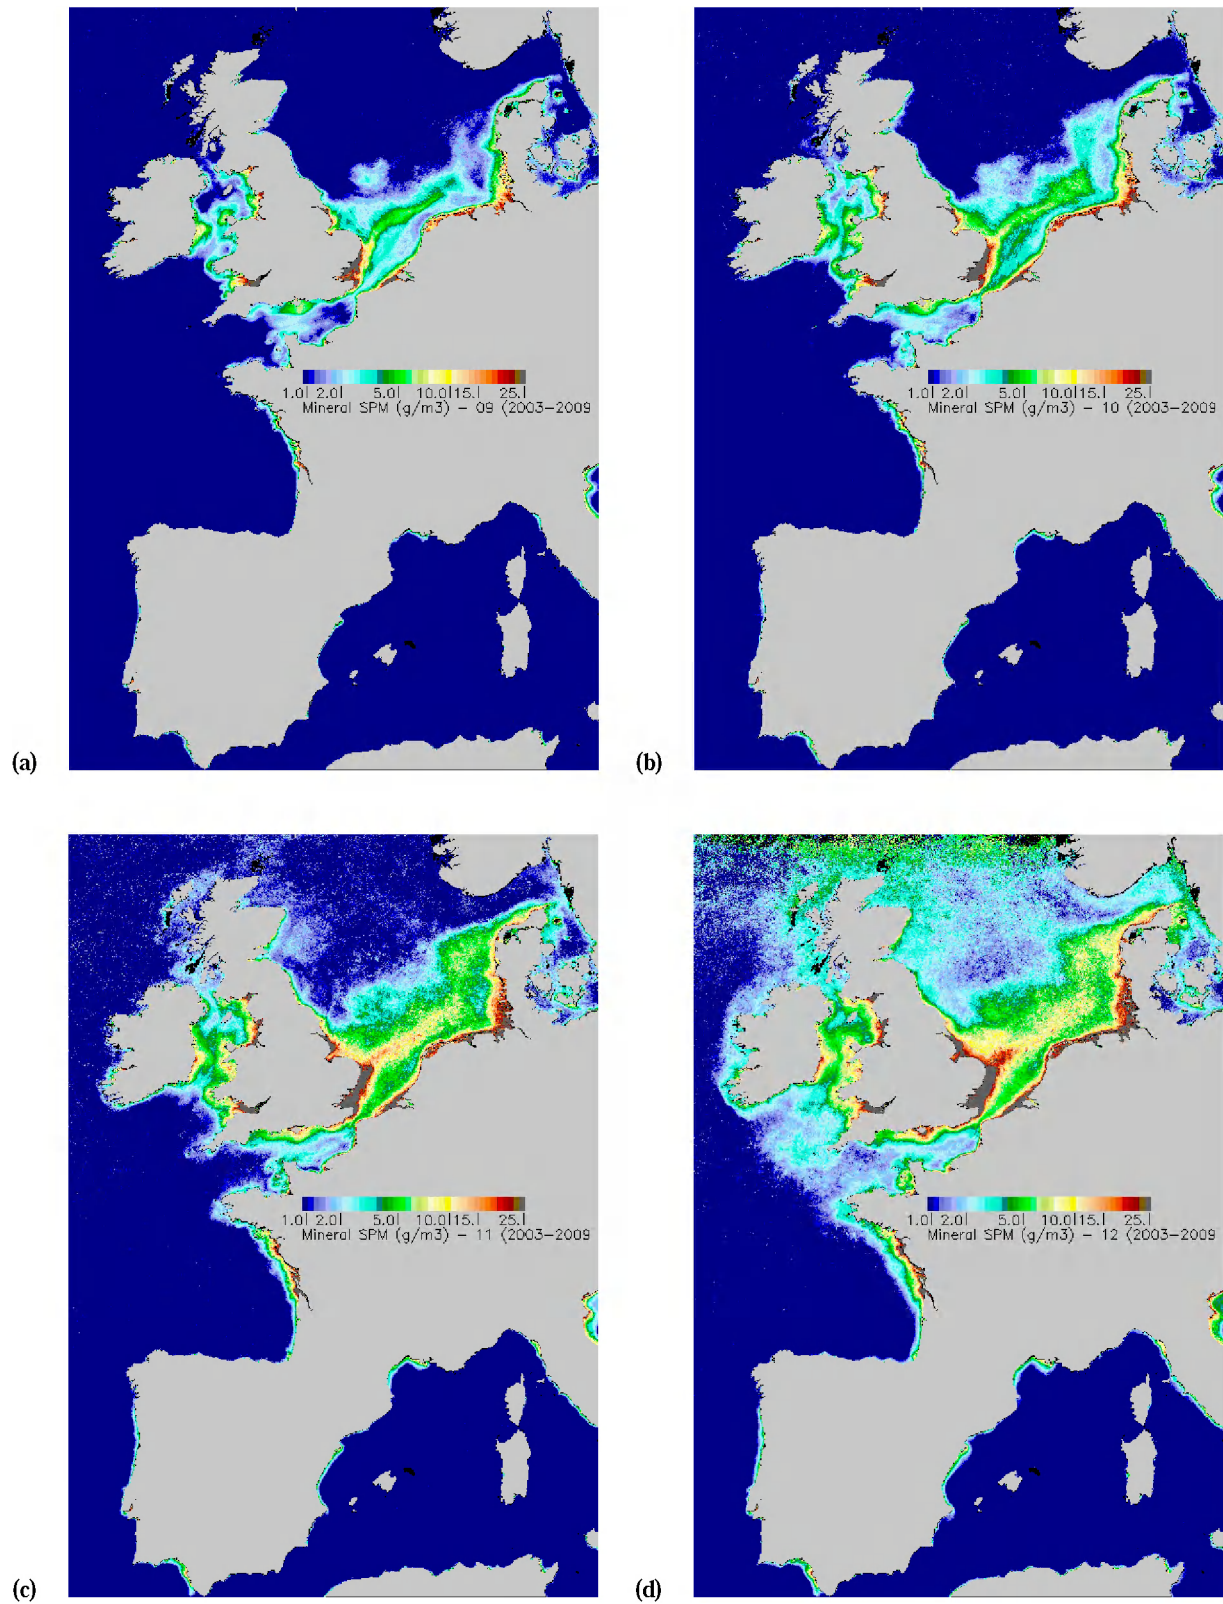 1.0| 2.0| 5.0| 10.0|15.| 25.|
Mineral SPM (g/m3) - 09 (2003-2009
(a)
1.0| 2.0| 5.0| 10.0|15.| 25.|
Mineral SPM (g/m3) - 10 (2003-2009
(b)
1.0| 2.0| 5.0| 10.0|15.| 25.|
Mineral SPM (g/m3) - 11 (2003-2009
(c)
1.0| 2.0| 5.0| 10.0|15.| 25.|
Mineral SPM (g/m3) - 12 (2003-2009
(d)